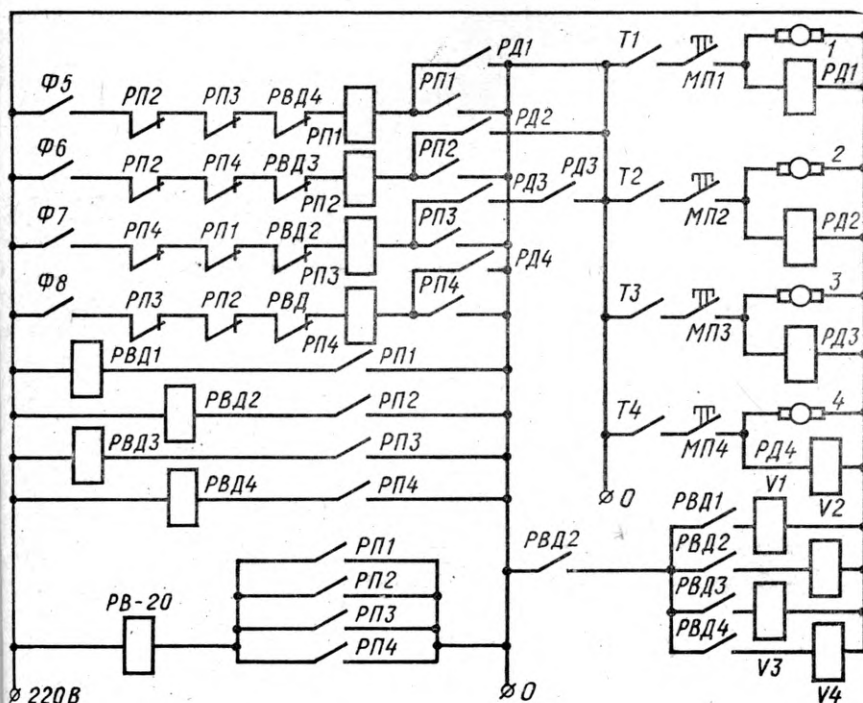 РД1
Т1
МП1
1
РД1
Ф5
РП2
РП3
РВД4
РП1
РП1
РД2
Ф6
РП2
РП4
РВД3
РП2
РП2
РД3
РД3
Т2
МП2
2
РД2
Ф7
РП4
РП1
РВД2
РП3
РП3
РД4
Т3
МП3
3
РД3
Ф8
РП3
РП2
РВД
РП4
РП4
РВД1
РП1
РВД2
РП2
Т4
МП4
4
РД4
РВД3
РП3
РВД4
РП4
0
V1
V2
РВД1
РВД2
РВД2
РВД3
РВД4
V3
V4
РВ-20
РП1
РП2
РП3
РП4
220В
0